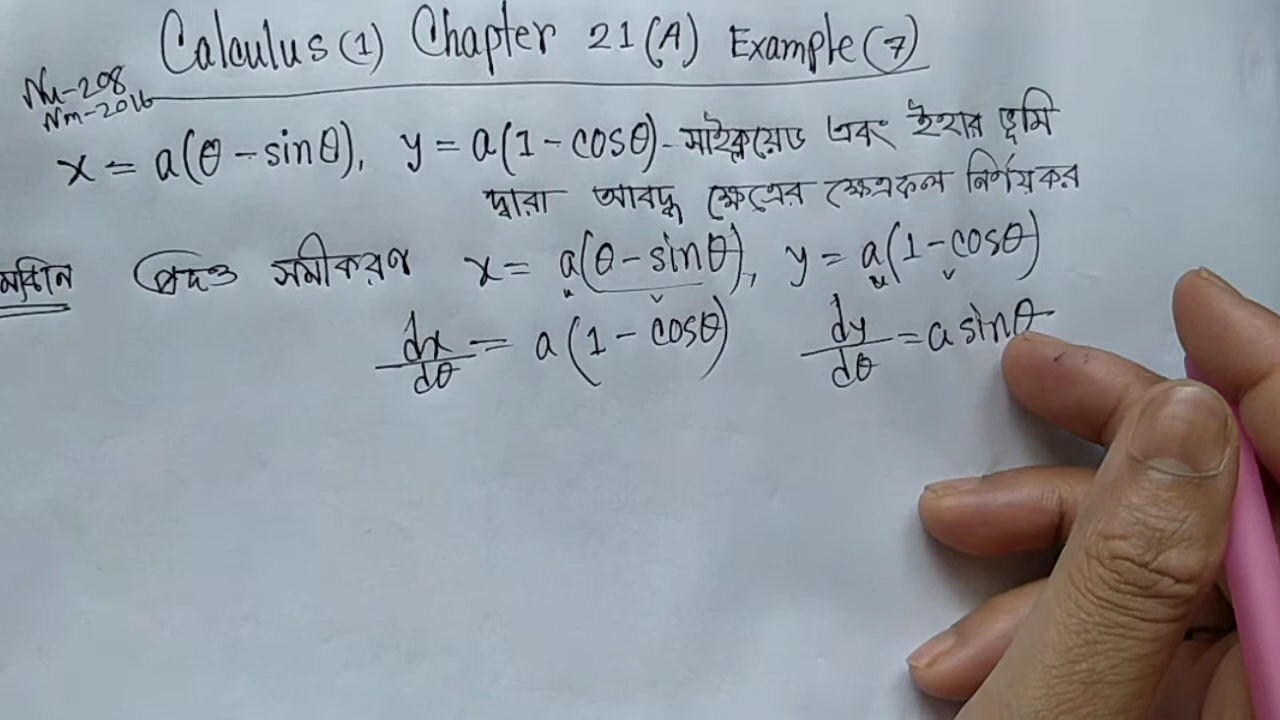 Calculus (1) Chapter 21(A) Example (7)
Nu-208
Nm-2016
x = a(θ - sinθ), y = a(1 - cosθ) - সাইক্লয়েড এবং ইহার ভূমি
দ্বারা আবদ্ধ ক্ষেত্রের ক্ষেত্রফল নির্ণয়কর
প্রদত্ত সমীকরণ x = a(θ - sinθ), y = a(1 - cosθ)
dx/dθ = a(1 - cosθ) dy/dθ = a sinθ